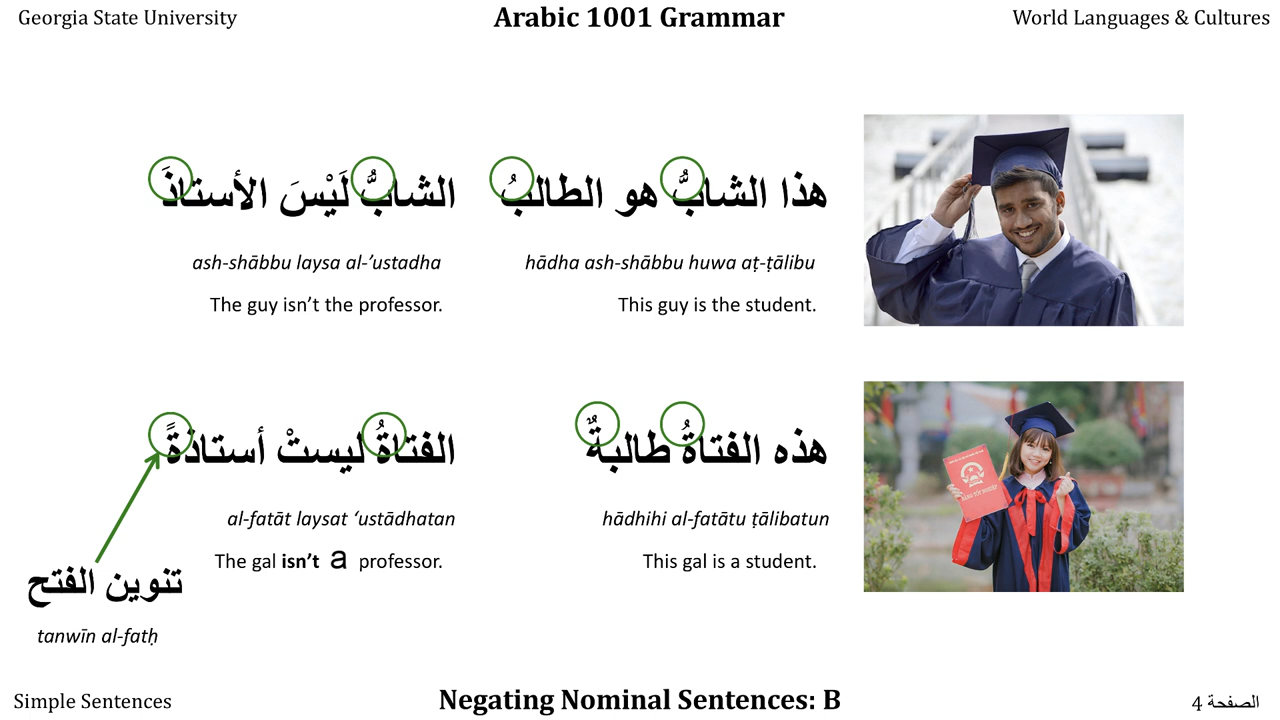 Georgia State University
Arabic 1001 Grammar
World Languages & Cultures
هذا الشابُّ هو الطالبُ
الشابُّ لَيْسَ الأستاذَ
hādha ash-shābbu huwa aṭ-ṭālibu
ash-shābbu laysa al-’ustadha
This guy is the student.
The guy isn’t the professor.
هذه الفتاةُ طالبةٌ
الفتاةُ ليستْ أستاذةً
hādhihi al-fatātu ṭālibatun
al-fatāt laysat ‘ustādhatan
This gal is a student.
The gal isn’t a professor.
تنوين الفتح
tanwīn al-fatḥ
Simple Sentences
Negating Nominal Sentences: B
الصفحة 4